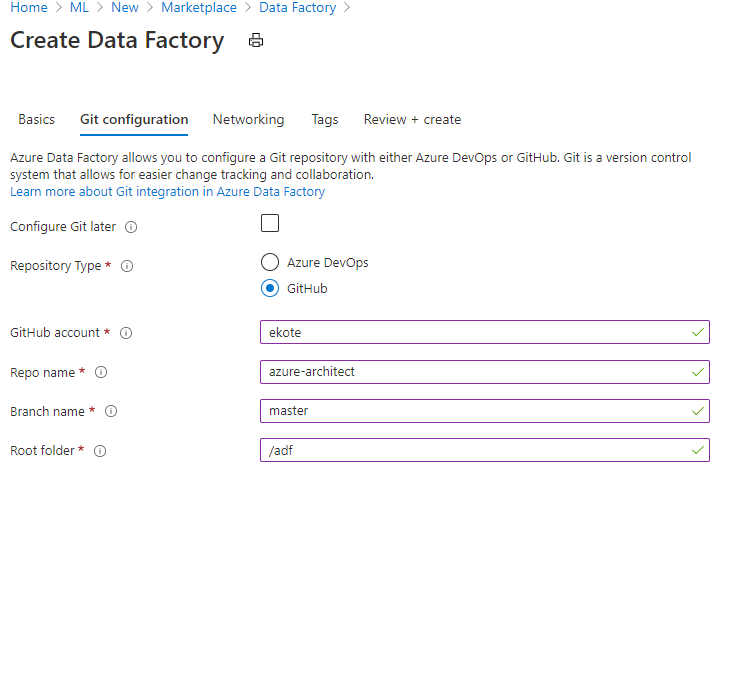 Home > ML > New > Marketplace > Data Factory >
Create Data Factory
Basics Git configuration Networking Tags Review + create
Azure Data Factory allows you to configure a Git repository with either Azure DevOps or GitHub. Git is a version control
system that allows for easier change tracking and collaboration.
Learn more about Git integration in Azure Data Factory
Configure Git later
Repository Type *
Azure DevOps
GitHub
GitHub account * ekote
Repo name * azure-architect
Branch name * master
Root folder * /adf